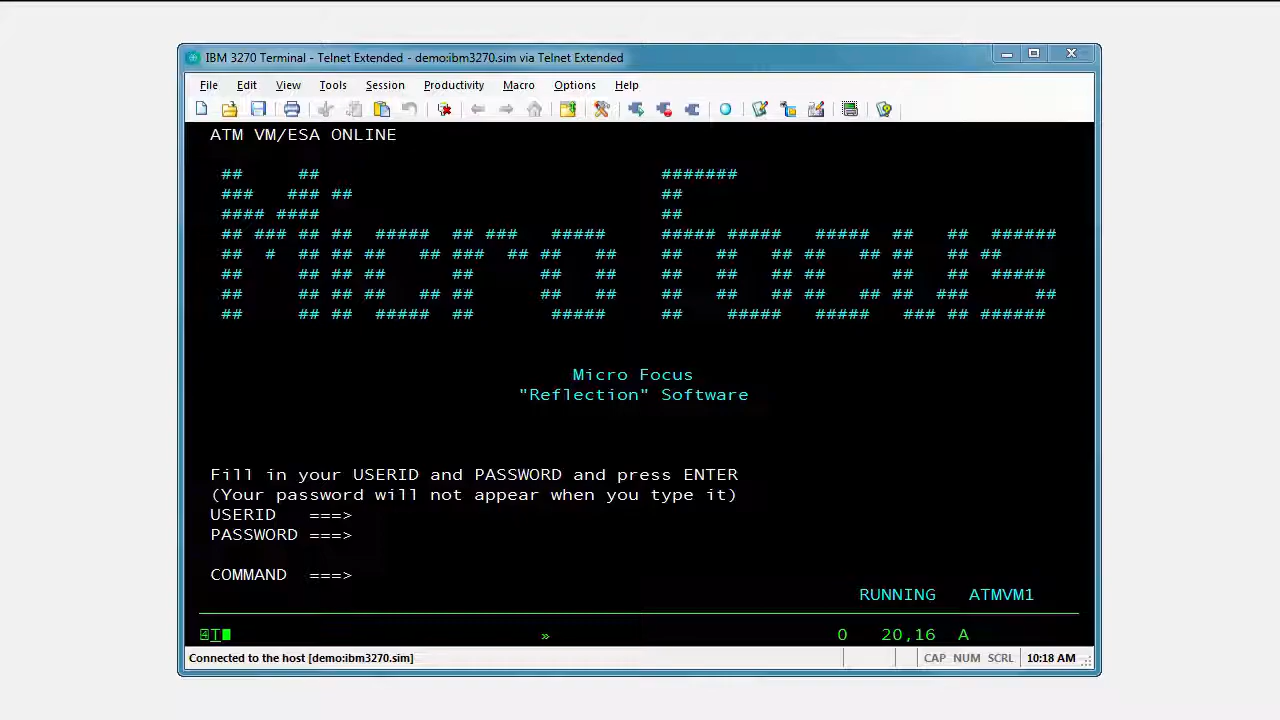 IBM 3270 Terminal - Telnet Extended - demo:ibm3270.sim via Telnet Extended
File Edit View Tools Session Productivity Macro Options Help
ATM VM/ESA ONLINE
Micro Focus
Micro Focus
"Reflection" Software
Fill in your USERID and PASSWORD and press ENTER
(Your password will not appear when you type it)
USERID ===>
PASSWORD ===>
COMMAND ===>
RUNNING ATMVM1
4T » 0 20,16 A
Connected to the host [demo:ibm3270.sim] CAP NUM SCRL 10:18 AM